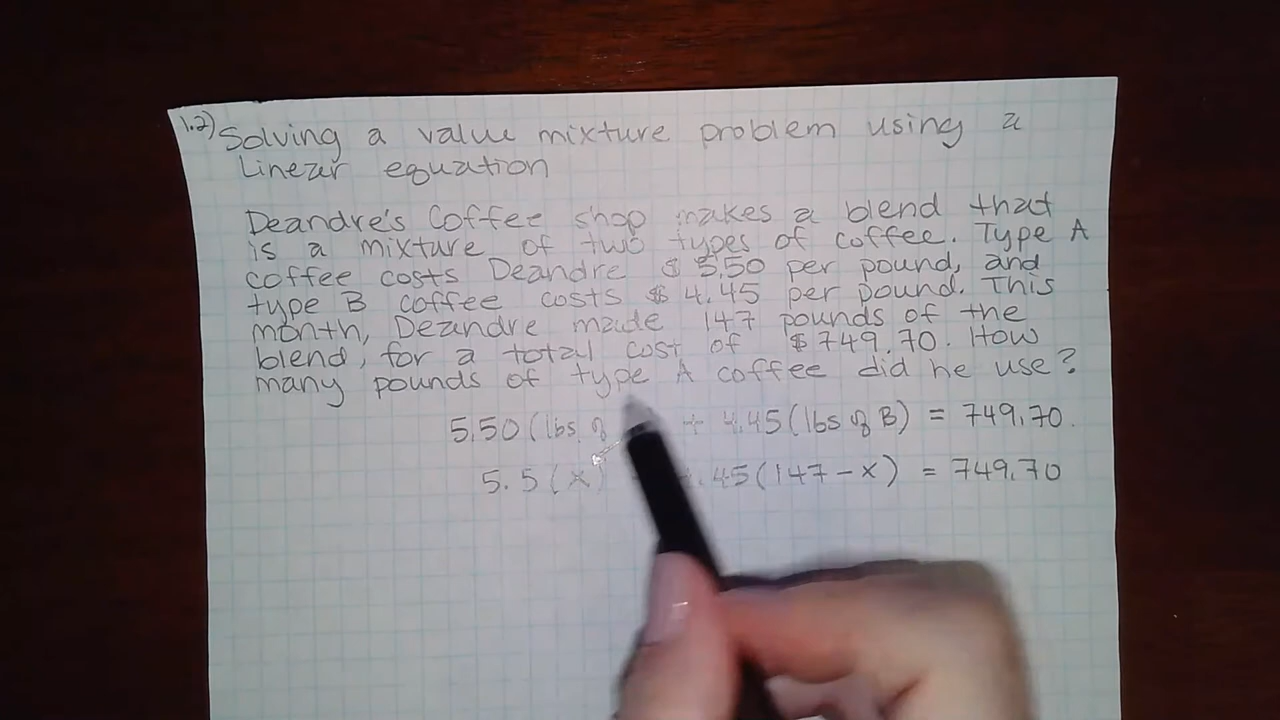 1.2) Solving a value mixture problem using a
Linear equation
Deandre's Coffee shop makes a blend that
is a mixture of two types of coffee. Type A
coffee costs Deandre $5.50 per pound, and
type B coffee costs $4.45 per pound. This
month, Deandre made 147 pounds of the
blend, for a total cost of $749.70. How
many pounds of type A coffee did he use?
5.50 (lbs of + 4.45 (lbs of B) = 749.70.
5.5 (x) .45 (147 - x) = 749.70